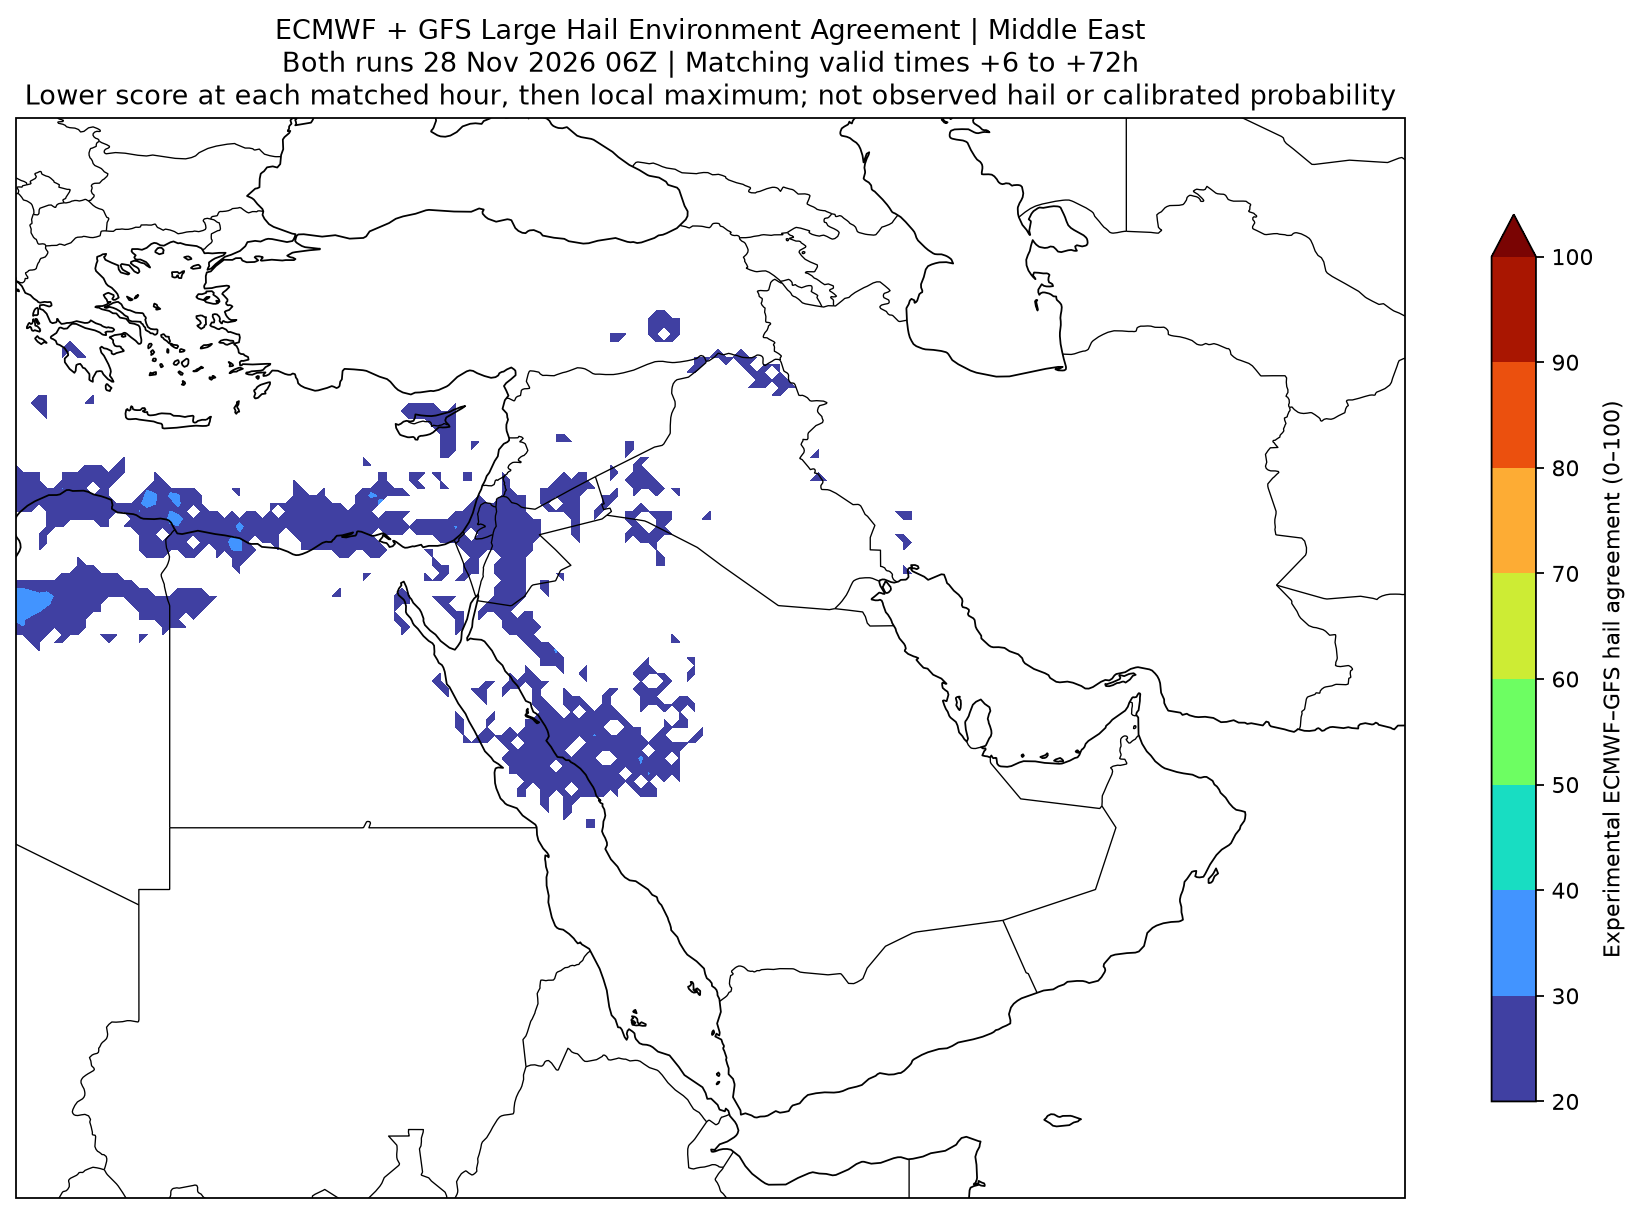 ECMWF + GFS Large Hail Environment Agreement | Middle East
Both runs 28 Nov 2026 06Z | Matching valid times +6 to +72h
Lower score at each matched hour, then local maximum; not observed hail or calibrated probability
100
90
80
70
60
50
40
30
20
Experimental ECMWF–GFS hail agreement (0–100)